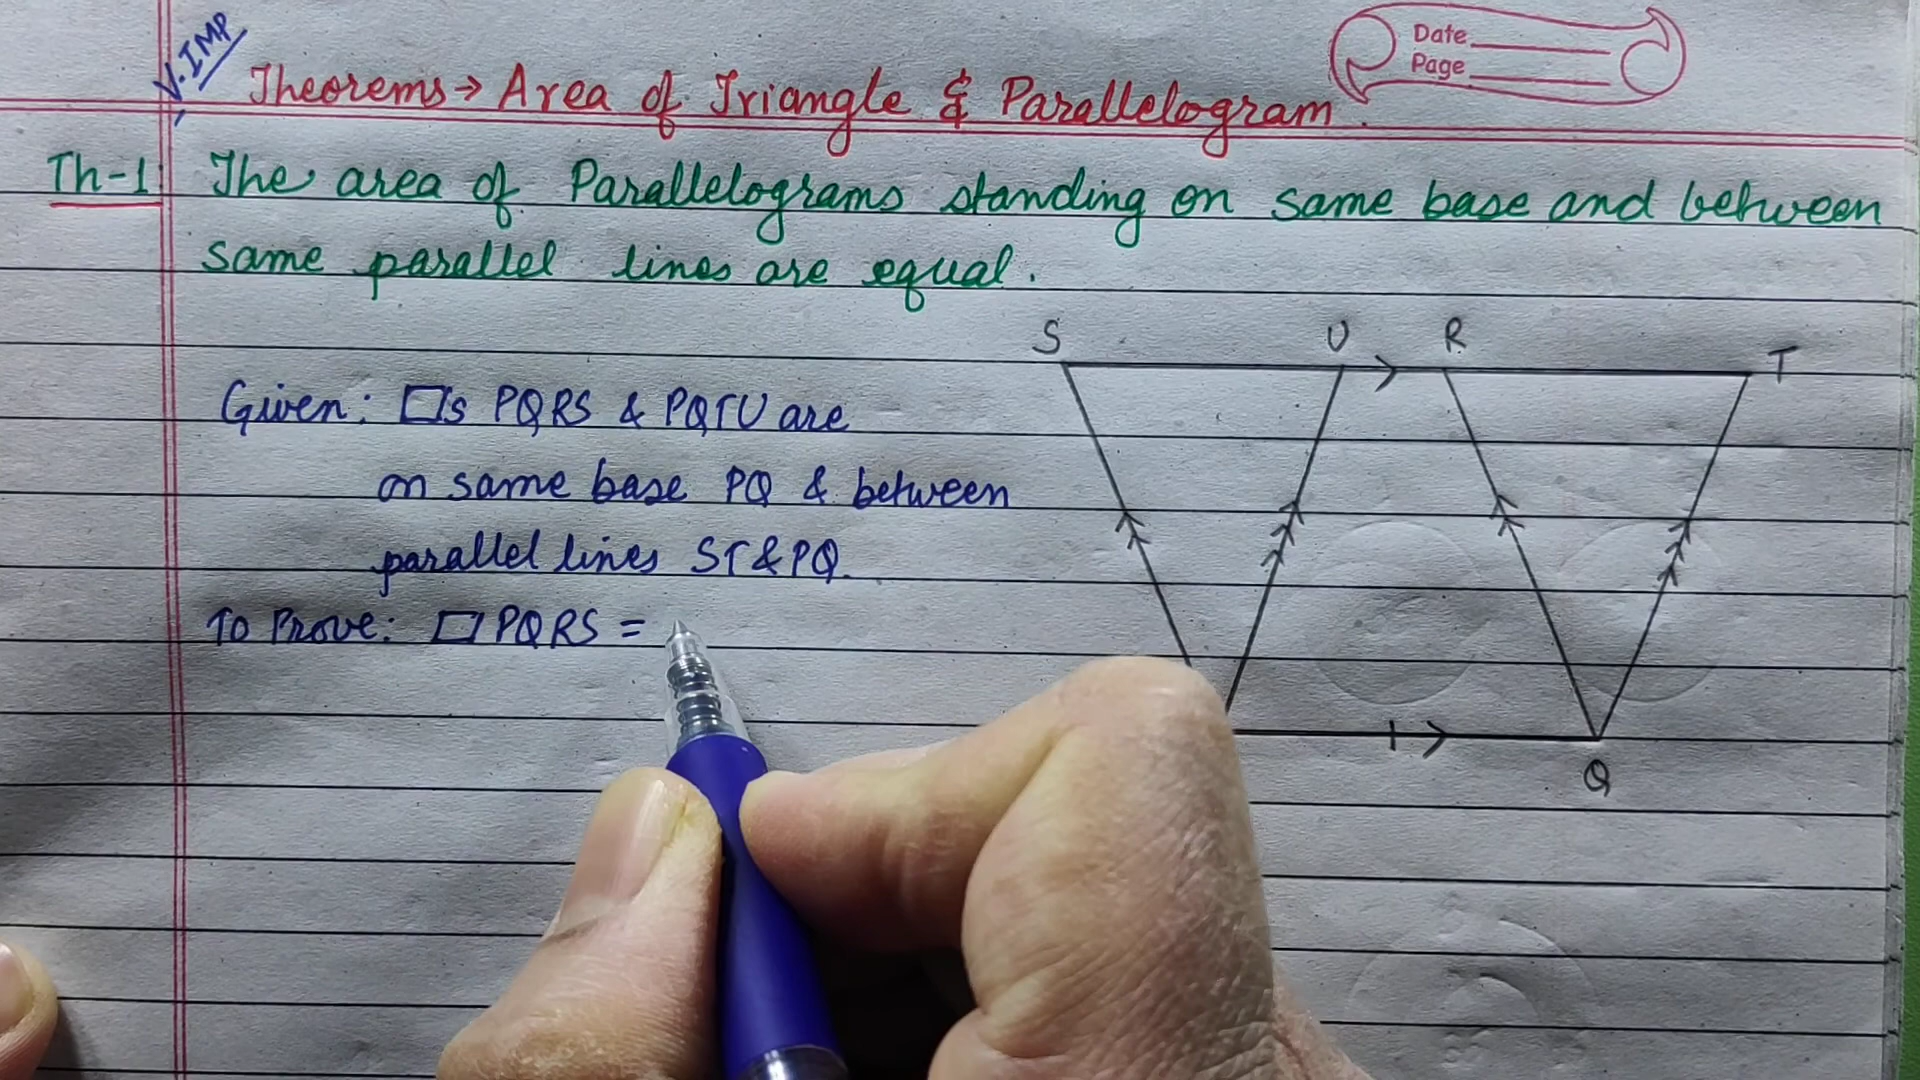 V.IMP
Date
Page
Theorems → Area of Triangle & Parallelogram.
Th-1: The area of Parallelograms standing on same base and between
same parallel lines are equal.
S U R T
Given: ▱s PQRS & PQTU are
on same base PQ & between
parallel lines ST & PQ.
To Prove: ▱ PQRS =
Q